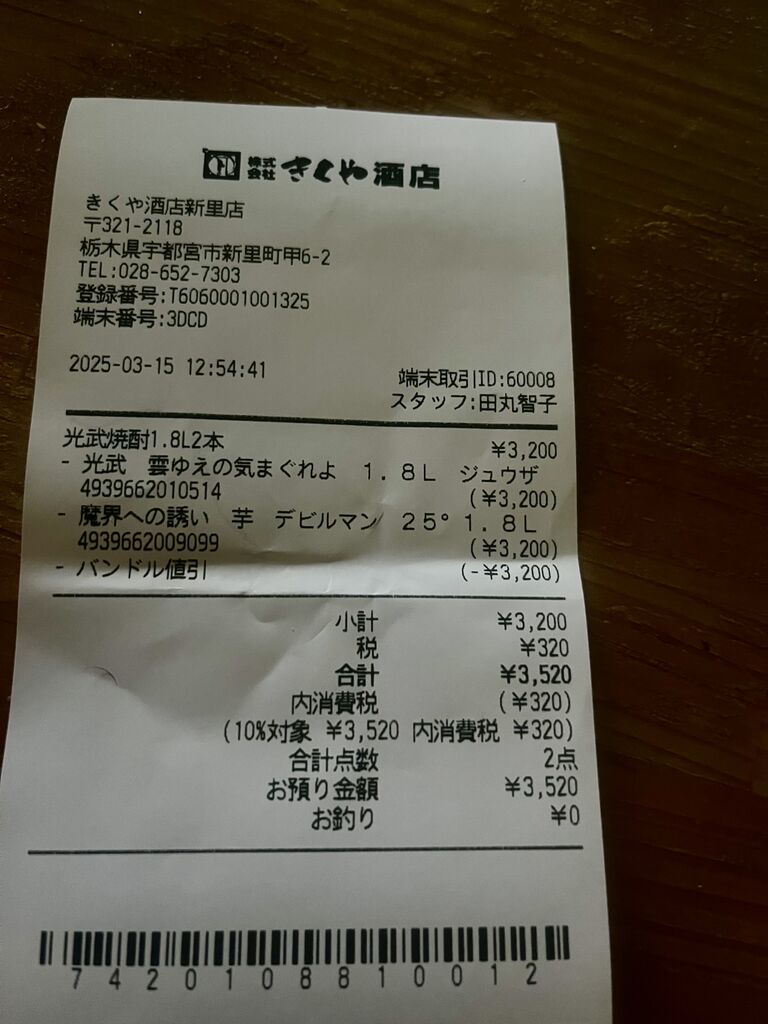 株式会社 きくや酒店
きくや酒店新里店
〒321-2118
栃木県宇都宮市新里町甲6-2
TEL:028-652-7303
登録番号:T6060001001325
端末番号:3DCD
2025-03-15 12:54:41
端末取引ID:60008
スタッフ:田丸智子
光武焼酎1.8L2本 ¥3,200
- 光武 雲ゆえの気まぐれよ 1.8L ジュウザ
4939662010514 (¥3,200)
- 魔界への誘い 芋 デビルマン 25° 1.8L
4939662009099 (¥3,200)
- バンドル値引 (-¥3,200)
小計 ¥3,200
税 ¥320
合計 ¥3,520
内消費税 (¥320)
(10%対象 ¥3,520 内消費税 ¥320)
合計点数 2点
お預り金額 ¥3,520
お釣り ¥0
7420108810012